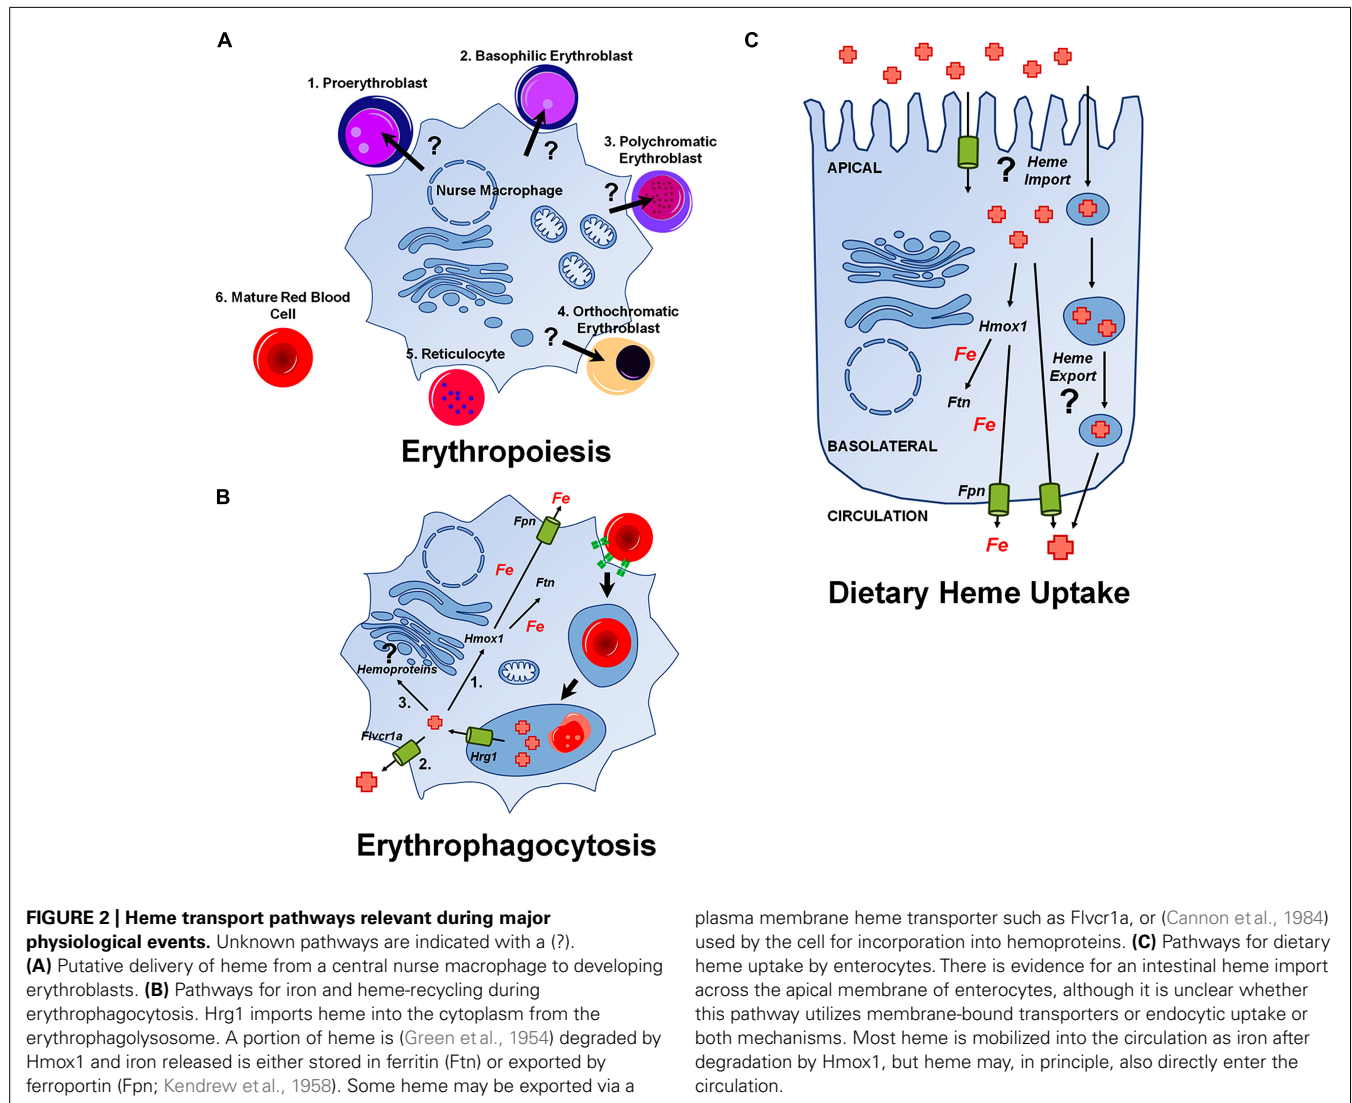 A
1. Proerythroblast
2. Basophilic Erythroblast
3. Polychromatic
Erythroblast
?
?
?
Nurse Macrophage
4. Orthochromatic
Erythroblast
?
5. Reticulocyte
6. Mature Red Blood
Cell
Erythropoiesis
B
Fe
Fpn
Fe
Ftn
Fe
Hmox1
?
Hemoproteins
1.
3.
Flvcr1a
2.
Hrg1
Erythrophagocytosis
C
APICAL
?
Heme
Import
Hmox1
Fe
Ftn
Fe
Heme
Export
?
BASOLATERAL
Fpn
CIRCULATION
Fe
Dietary Heme Uptake
FIGURE 2 | Heme transport pathways relevant during major
physiological events. Unknown pathways are indicated with a (?).
(A) Putative delivery of heme from a central nurse macrophage to developing
erythroblasts. (B) Pathways for iron and heme-recycling during
erythrophagocytosis. Hrg1 imports heme into the cytoplasm from the
erythrophagolysosome. A portion of heme is (Green et al., 1954) degraded by
Hmox1 and iron released is either stored in ferritin (Ftn) or exported by
ferroportin (Fpn; Kendrew et al., 1958). Some heme may be exported via a
plasma membrane heme transporter such as Flvcr1a, or (Cannon et al., 1984)
used by the cell for incorporation into hemoproteins. (C) Pathways for dietary
heme uptake by enterocytes. There is evidence for an intestinal heme import
across the apical membrane of enterocytes, although it is unclear whether
this pathway utilizes membrane-bound transporters or endocytic uptake or
both mechanisms. Most heme is mobilized into the circulation as iron after
degradation by Hmox1, but heme may, in principle, also directly enter the
circulation.